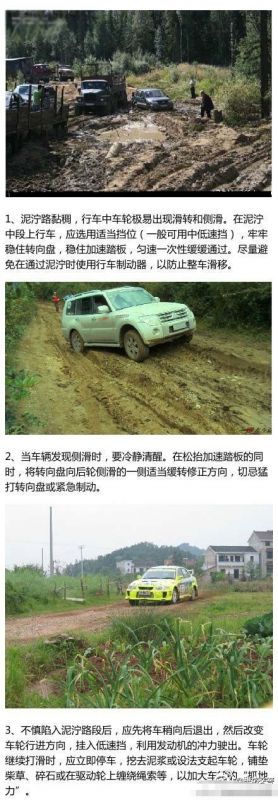 1、泥泞路黏稠，行车中车轮极易出现滑转和侧滑。在泥泞
中段上行车，应选用适当挡位（一般可用中低速挡），牢牢
稳住转向盘，稳住加速踏板，匀速一次性缓缓通过。尽量
避免在通过泥泞时使用行车制动器，以防止整车滑移。
2、当车辆发现侧滑时，要冷静清醒。在松抬加速踏板的同
时，将转向盘向后轮侧滑的一侧适当缓转修正方向，切忌猛
打转向盘或紧急制动。
3、不慎陷入泥泞路段后，应先将车稍向后退出，然后改变
车轮行进方向，挂入低速挡，利用发动机的冲力驶出。车轮
继续打滑时，应立即停车，挖去泥浆或设法支起车轮，铺垫
柴草、碎石或在驱动轮上缠绕绳索等，以加大车轮的“抓地
力”。